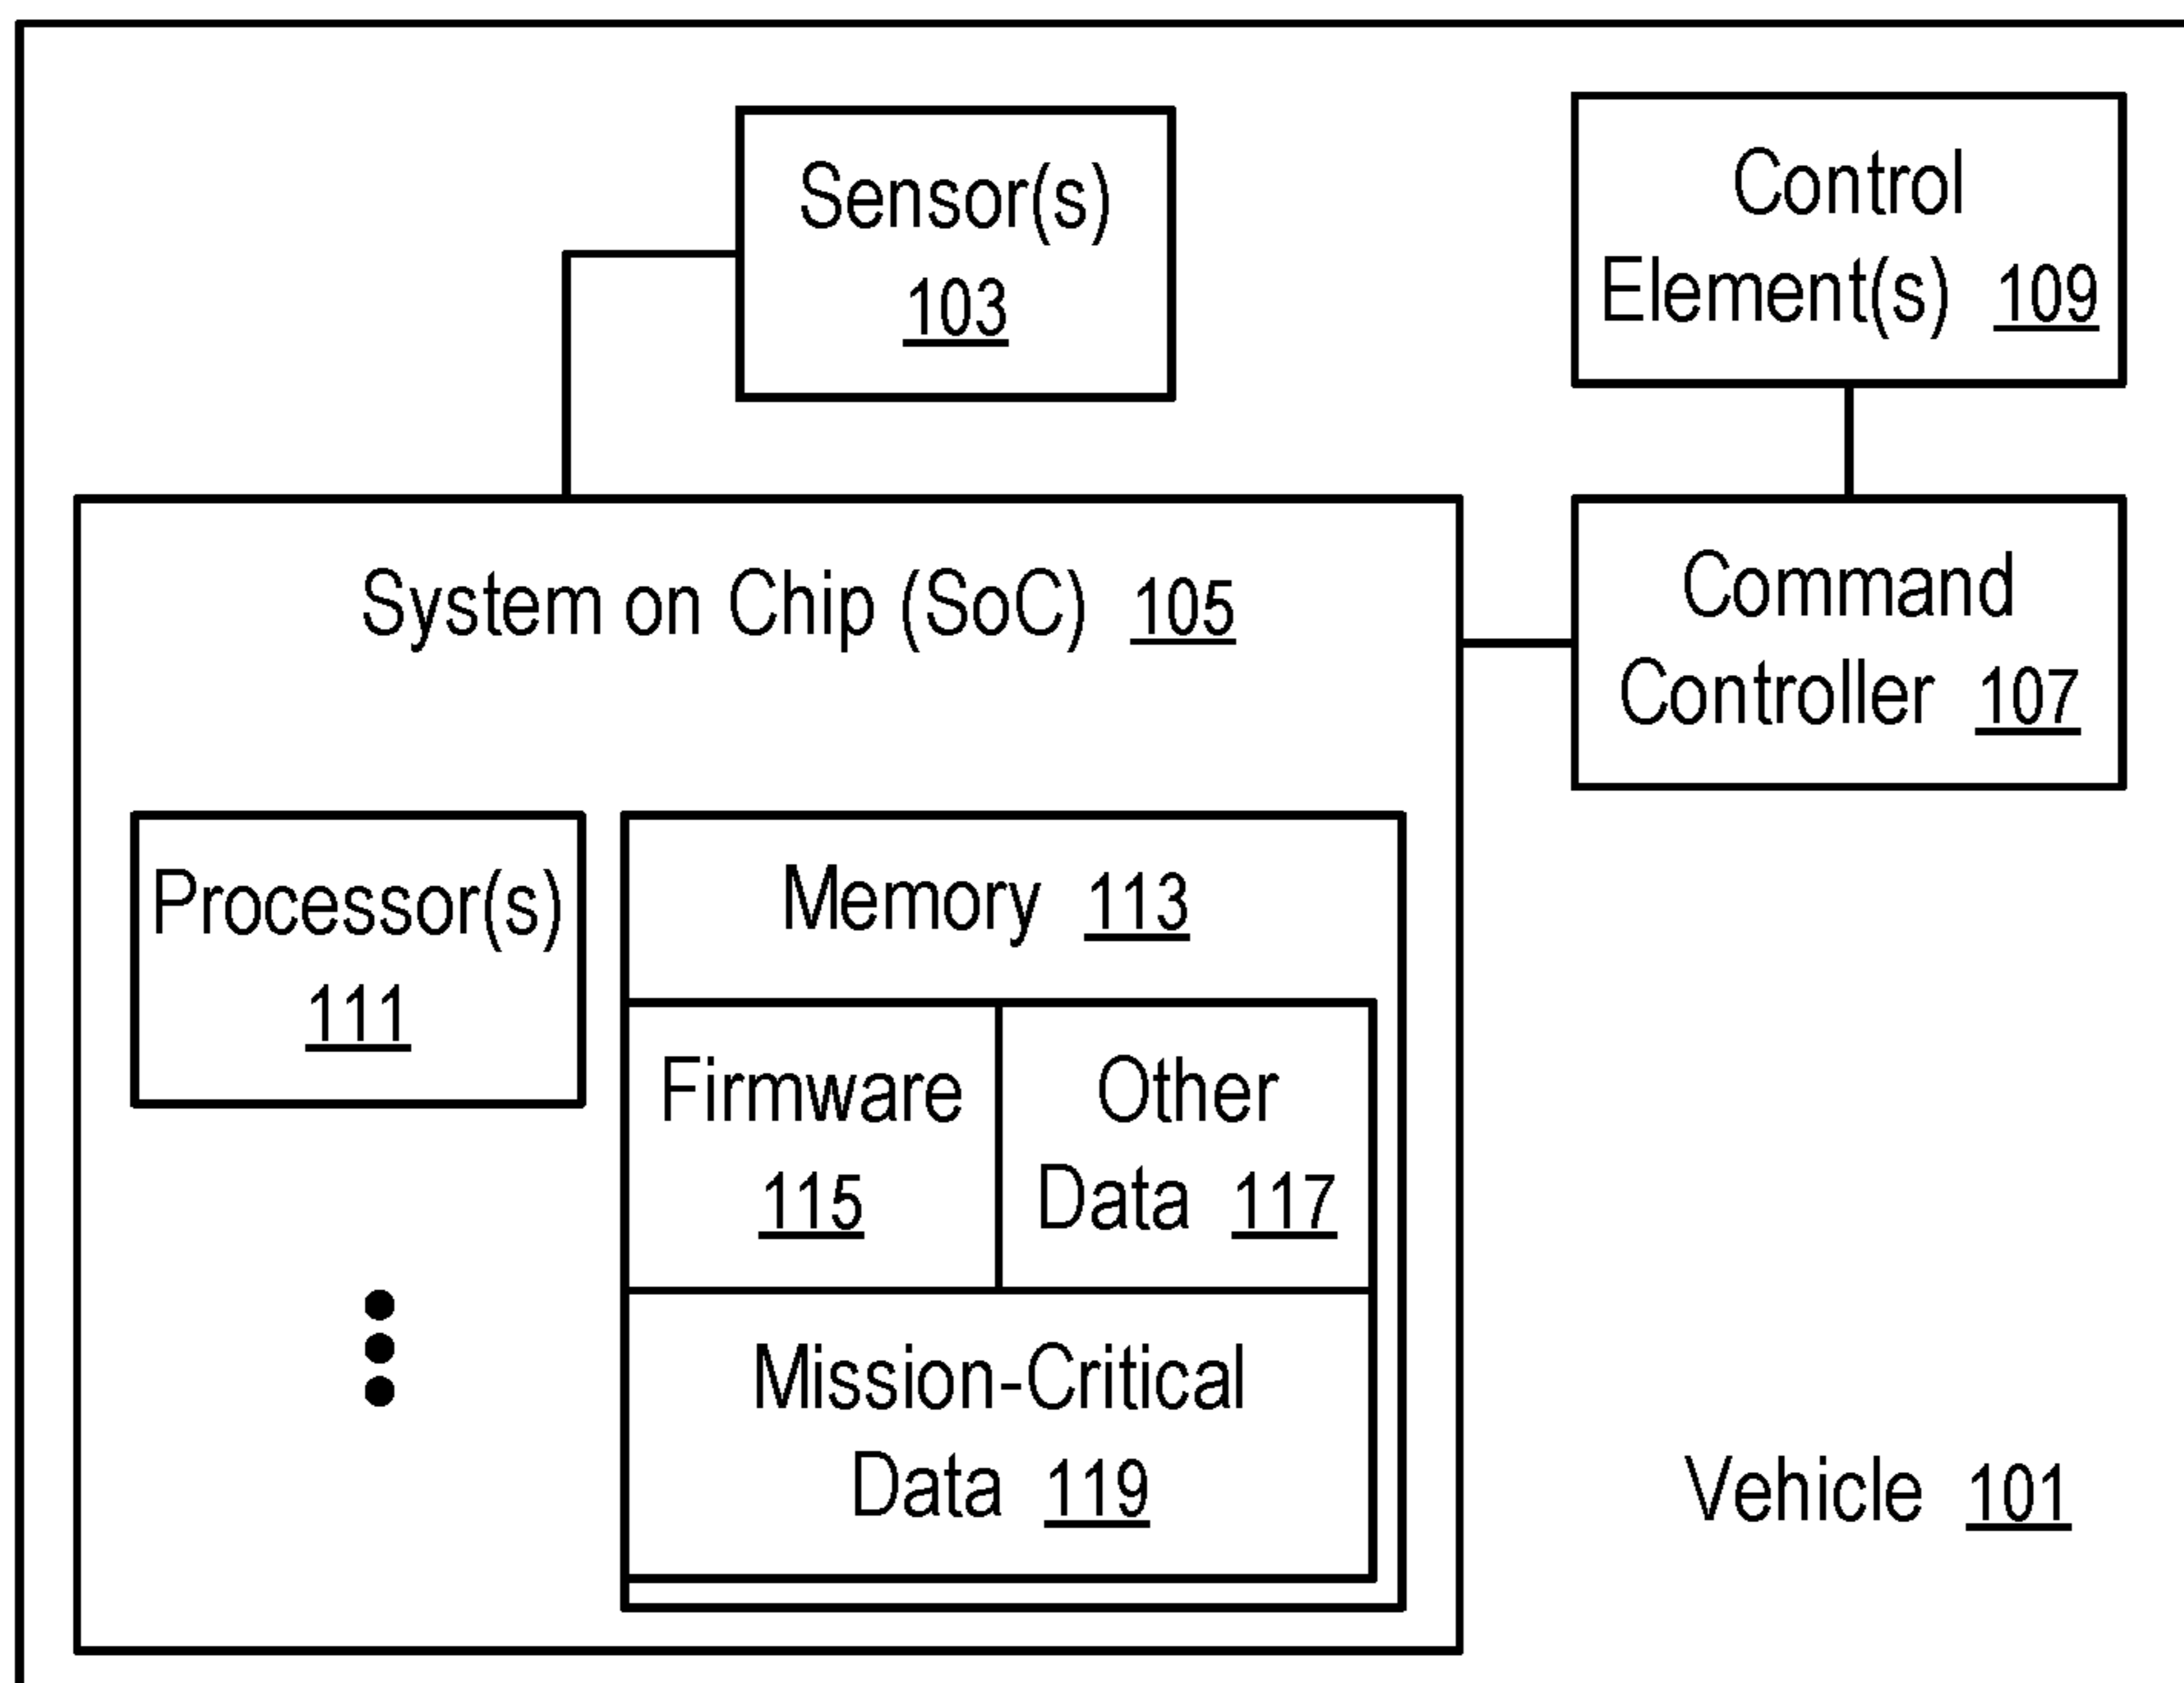 Sensor(s)
103
Control
Element(s) 109
System on Chip (SoC) 105
Command
Controller 107
Processor(s)
111
Memory 113
Firmware
115
Other
Data 117
Mission-Critical
Data 119
Vehicle 101